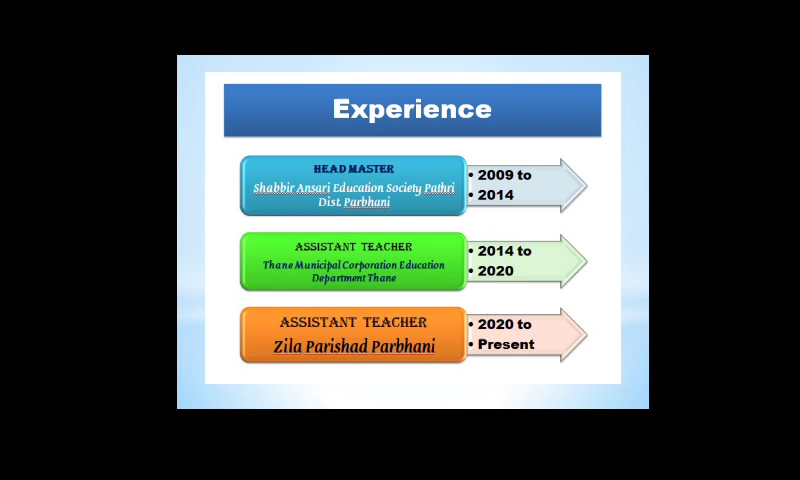 Experience
HEAD MASTER
Shabbir Ansari Education Society Pathri
Dist. Parbhani
• 2009 to
• 2014
ASSISTANT TEACHER
Thane Municipal Corporation Education
Department Thane
• 2014 to
• 2020
ASSISTANT TEACHER
Zila Parishad Parbhani
• 2020 to
• Present